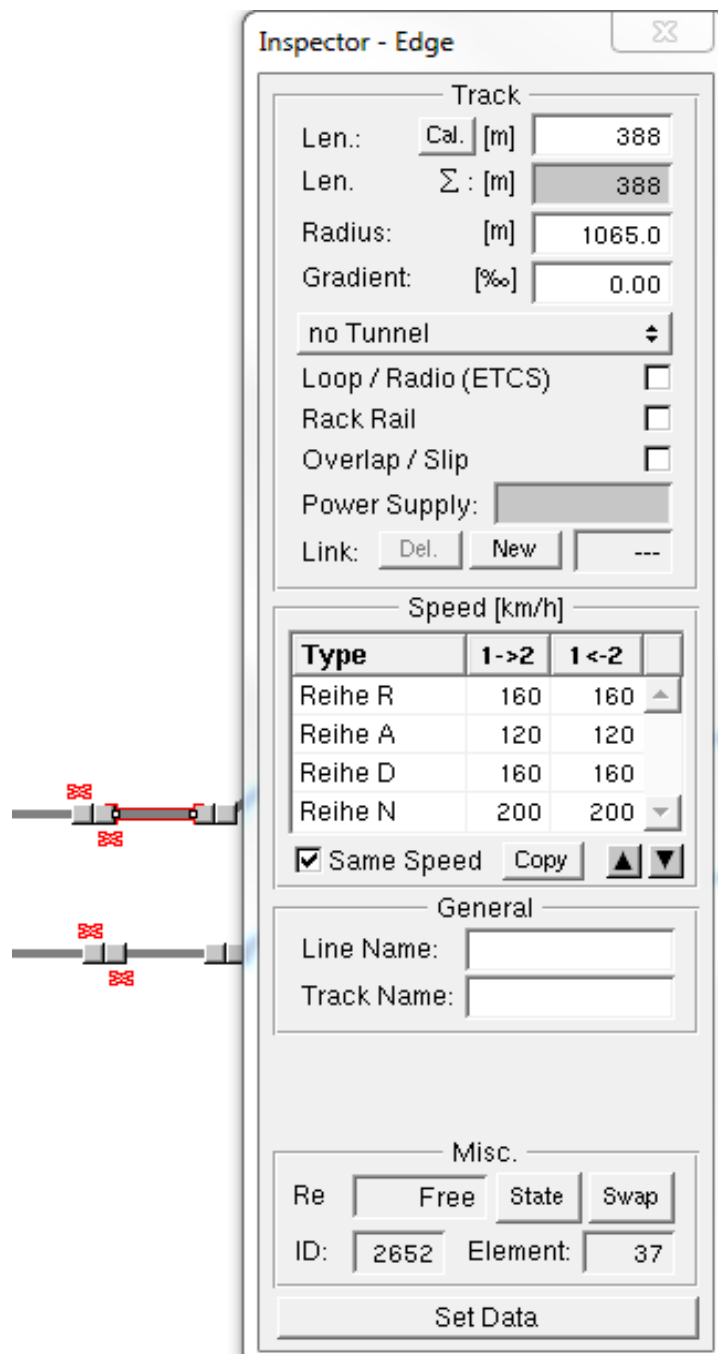 Inspector - Edge
Track
Len.: Cal. [m] 388
Len. Σ : [m] 388
Radius: [m] 1065.0
Gradient: [‰] 0.00
no Tunnel
Loop / Radio (ETCS)
Rack Rail
Overlap / Slip
Power Supply:
Link: Del. New ---
Speed [km/h]
Type 1->2 1<-2
Reihe R 160 160
Reihe A 120 120
Reihe D 160 160
Reihe N 200 200
Same Speed Copy
General
Line Name:
Track Name:
Misc.
Re Free State Swap
ID: 2652 Element: 37
Set Data